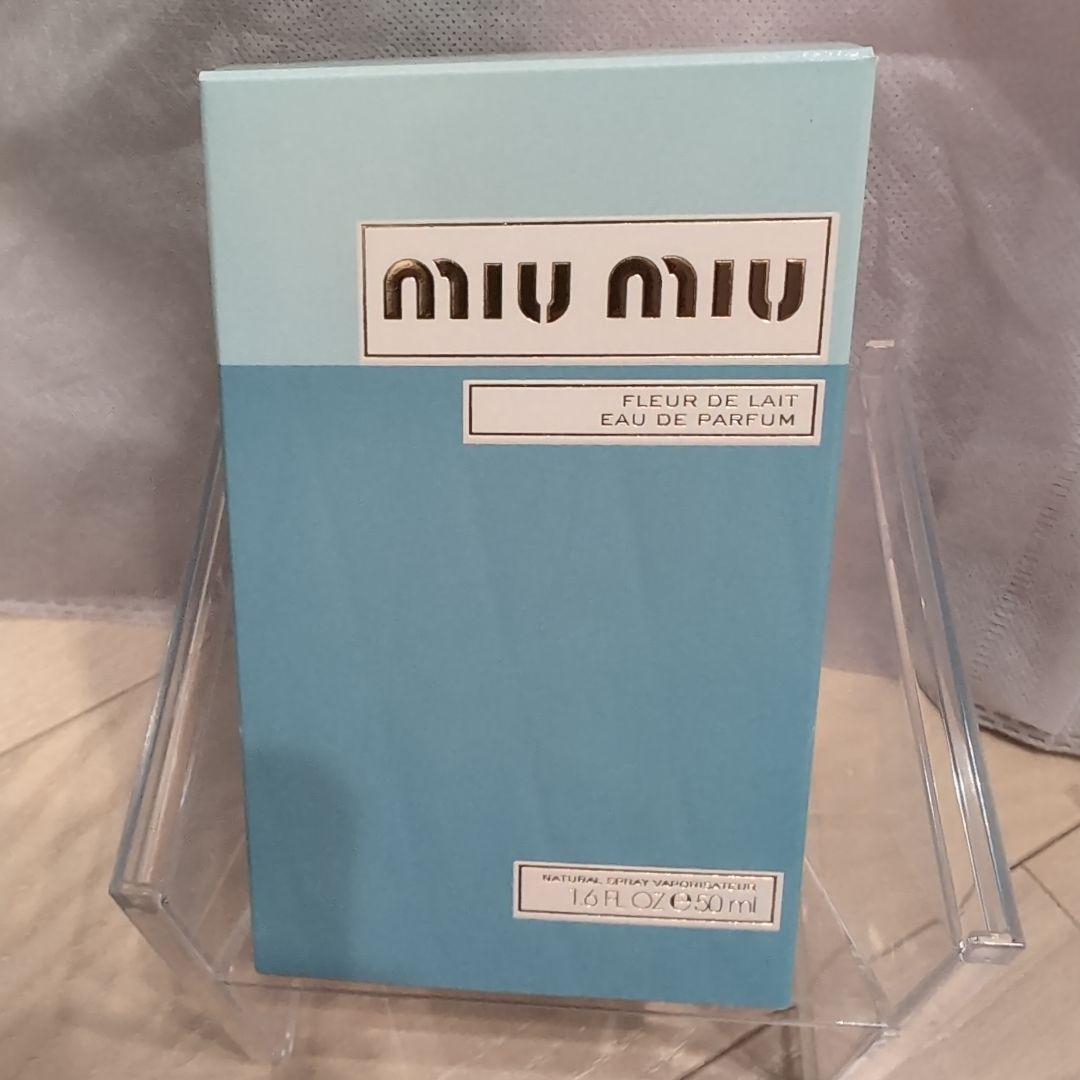 MIU MIU
FLEUR DE LAIT
EAU DE PARFUM
NATURAL SPRAY VAPORISATEUR
1.6 FL OZ e 50 ml